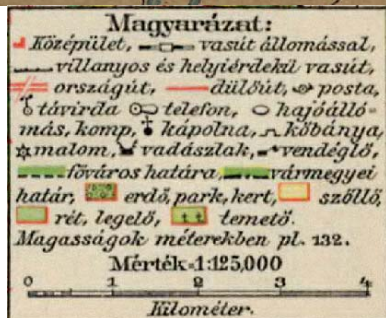 Magyarázat:
Középület, vasút állomással,
villanyos és helyiérdekű vasút,
országút, dülőút, posta,
távirda telefon, hajóálló-
más, komp, kápolna, kőbánya,
malom, vadászlak, vendéglő,
főváros határa, vármegyei
határ, erdő, park, kert, szőlló,
rét, legelő, temető.
Magasságok méterekben pl. 132.
Mérték=1:125,000
0 1 2 3 4
Kilométer.